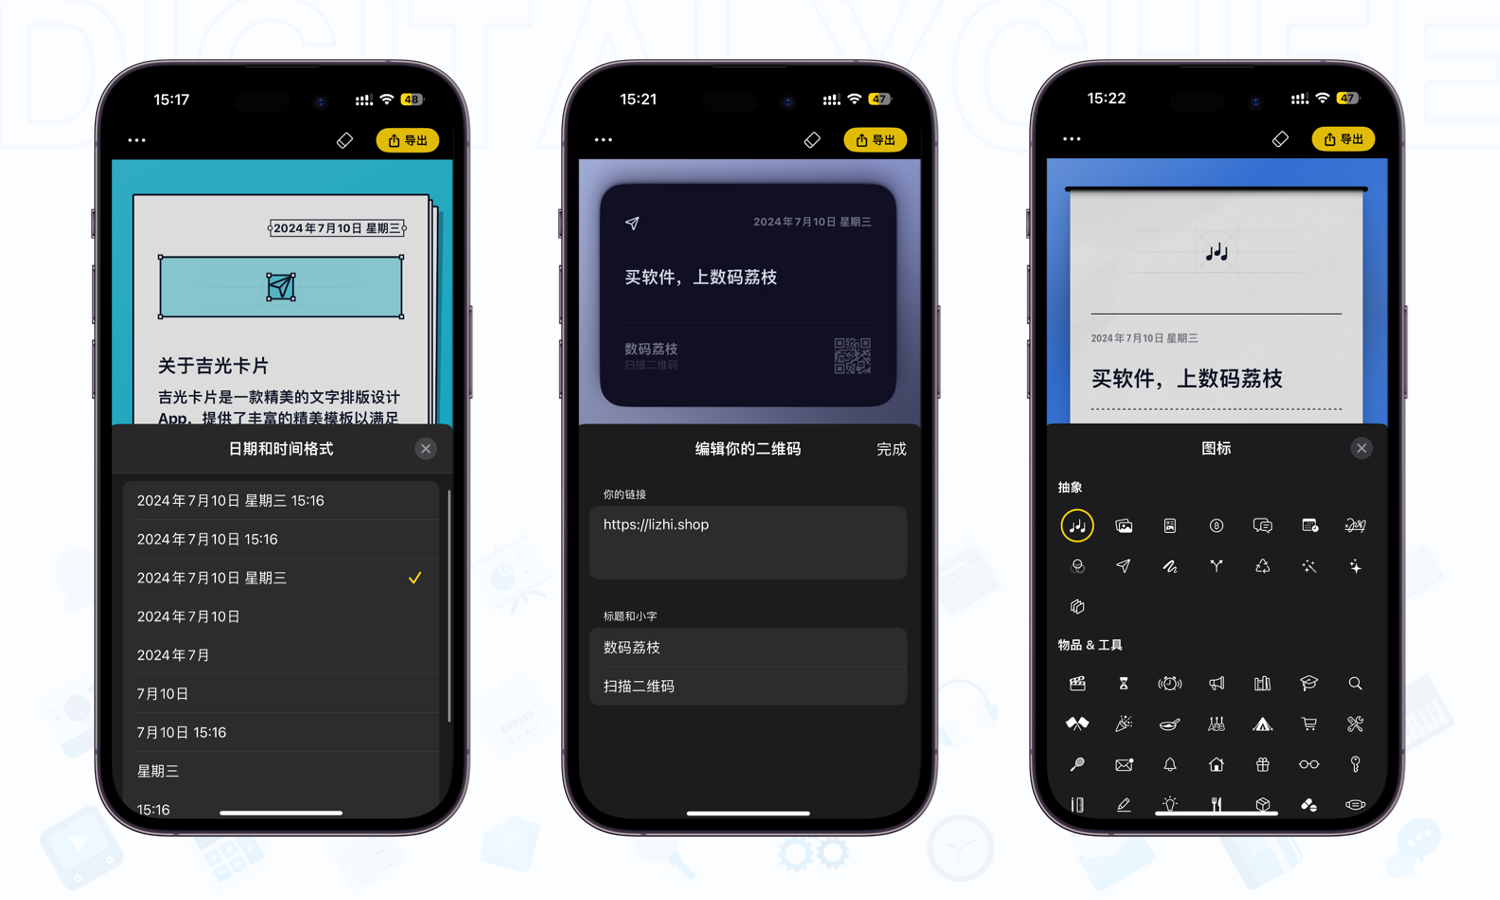 DIGITALYCHEE
15:17
48
导出
2024年7月10日 星期三
关于吉光卡片
吉光卡片是一款精美的文字排版设计
App，提供了丰富的精美模板以满足
日期和时间格式
2024年7月10日 星期三 15:16
2024年7月10日 15:16
2024年7月10日 星期三
2024年7月10日
2024年7月
7月10日
7月10日 15:16
星期三
15:16
15:21
47
导出
2024年7月10日 星期三
买软件，上数码荔枝
数码荔枝
扫描二维码
编辑你的二维码
完成
你的链接
https://lizhi.shop
标题和小字
数码荔枝
扫描二维码
15:22
47
导出
2024年7月10日 星期三
买软件，上数码荔枝
图标
抽象
物品 & 工具